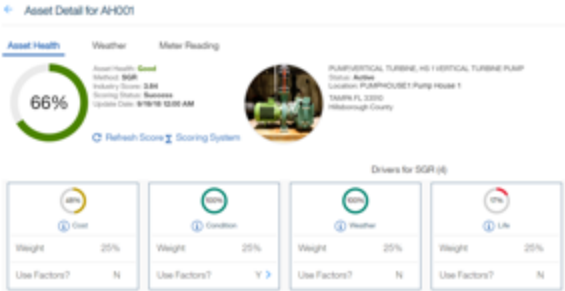 Asset Detail for AH001
Asset Health Weather Meter Reading
66%
Asset Health: Good
Method: SGR
Industry Score: 3.64
Scoring Status: Success
Update Date: 9/19/18 12:00 AM
Refresh Score Scoring System
PUMP,VERTICAL TURBINE, HS-1 VERTICAL TURBINE PUMP
Status: Active
Location: PUMPHOUSE1 Pump House 1
TAMPA FL 33510
Hillsborough County
Drivers for SGR (4)
48% 100% 100% 17%
Cost Condition Weather Life
Weight 25% Weight 25% Weight 25% Weight 25%
Use Factors? N Use Factors? Y Use Factors? N Use Factors? N